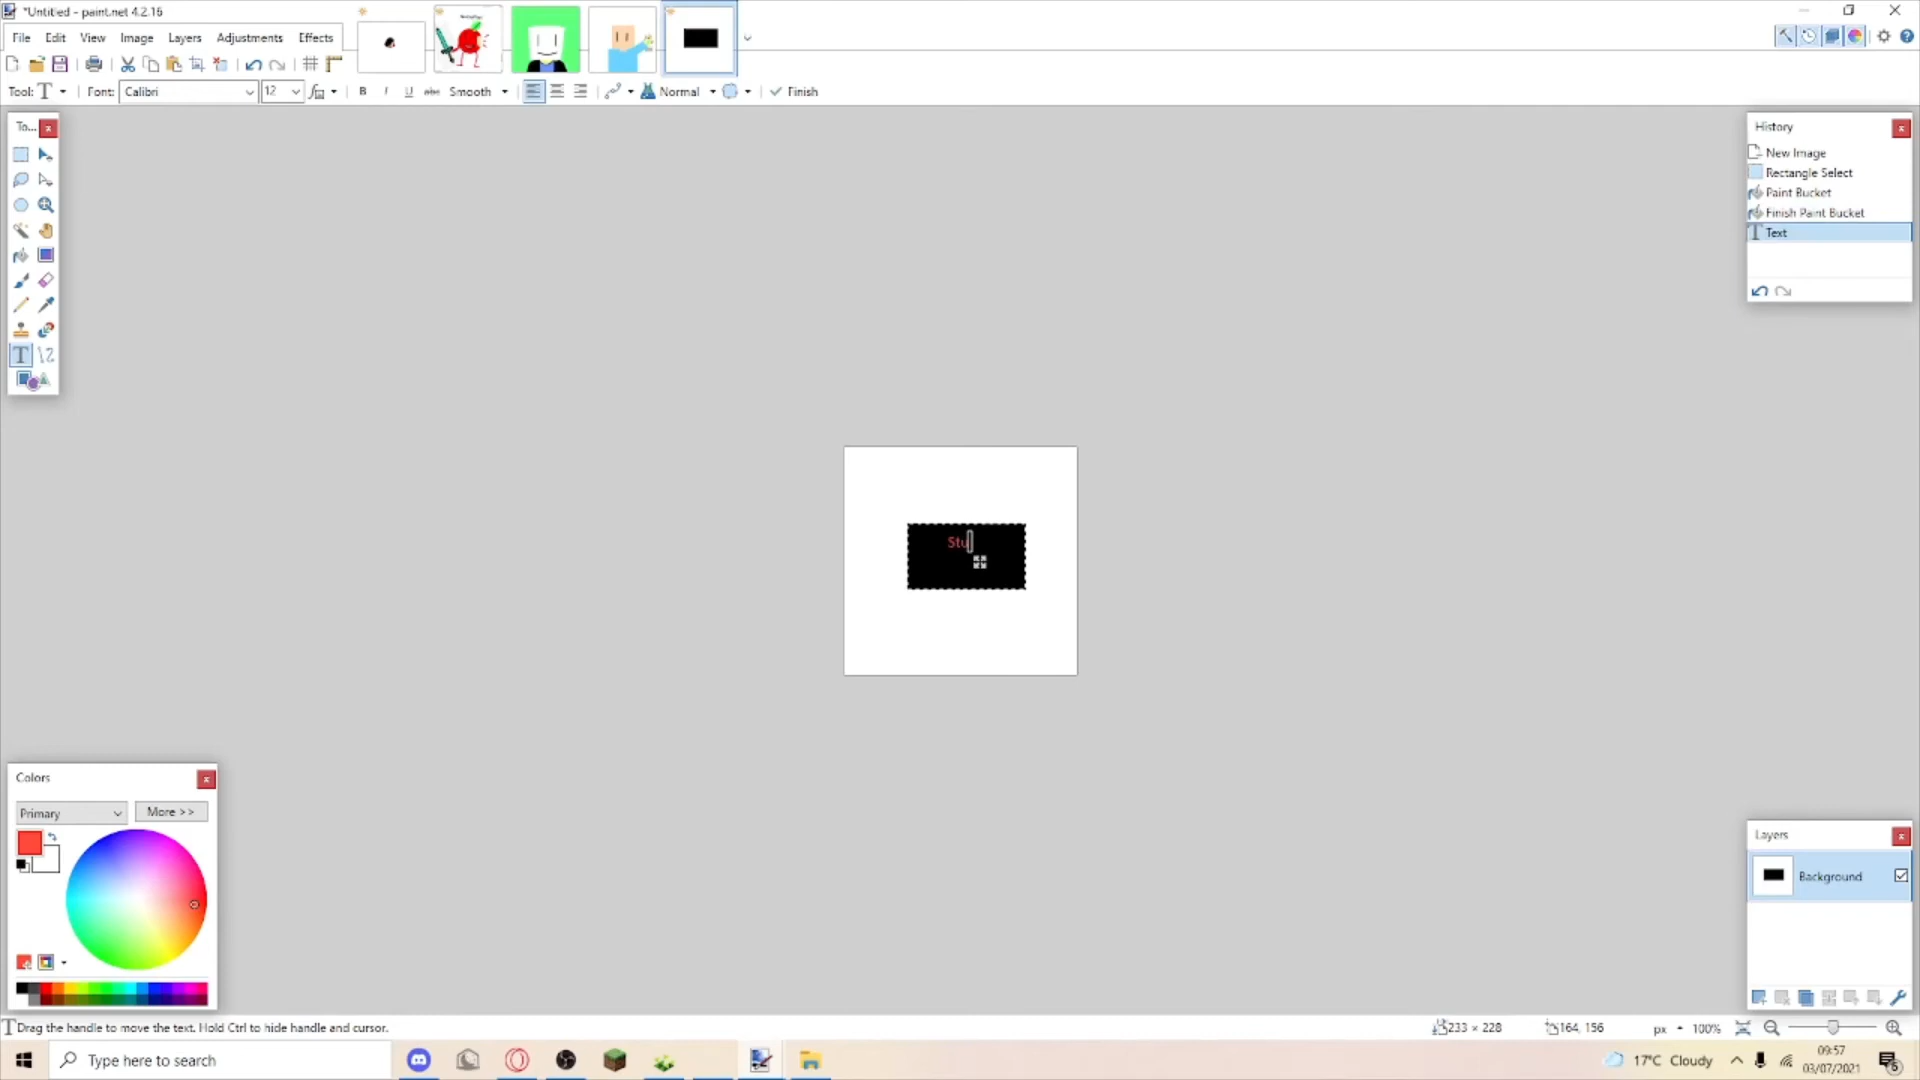 *Untitled - paint.net 4.2.16
File Edit View Image Layers Adjustments Effects
Tool: Font: Calibri 12 B I U abc Smooth Normal Finish
To...
History
New Image
Rectangle Select
Paint Bucket
Finish Paint Bucket
Text
Stu
Colors
Primary More >>
Layers
Background
Drag the handle to move the text. Hold Ctrl to hide handle and cursor. 233 × 228 164, 156 px 100%
Type here to search 17°C Cloudy 09:57
03/07/2021